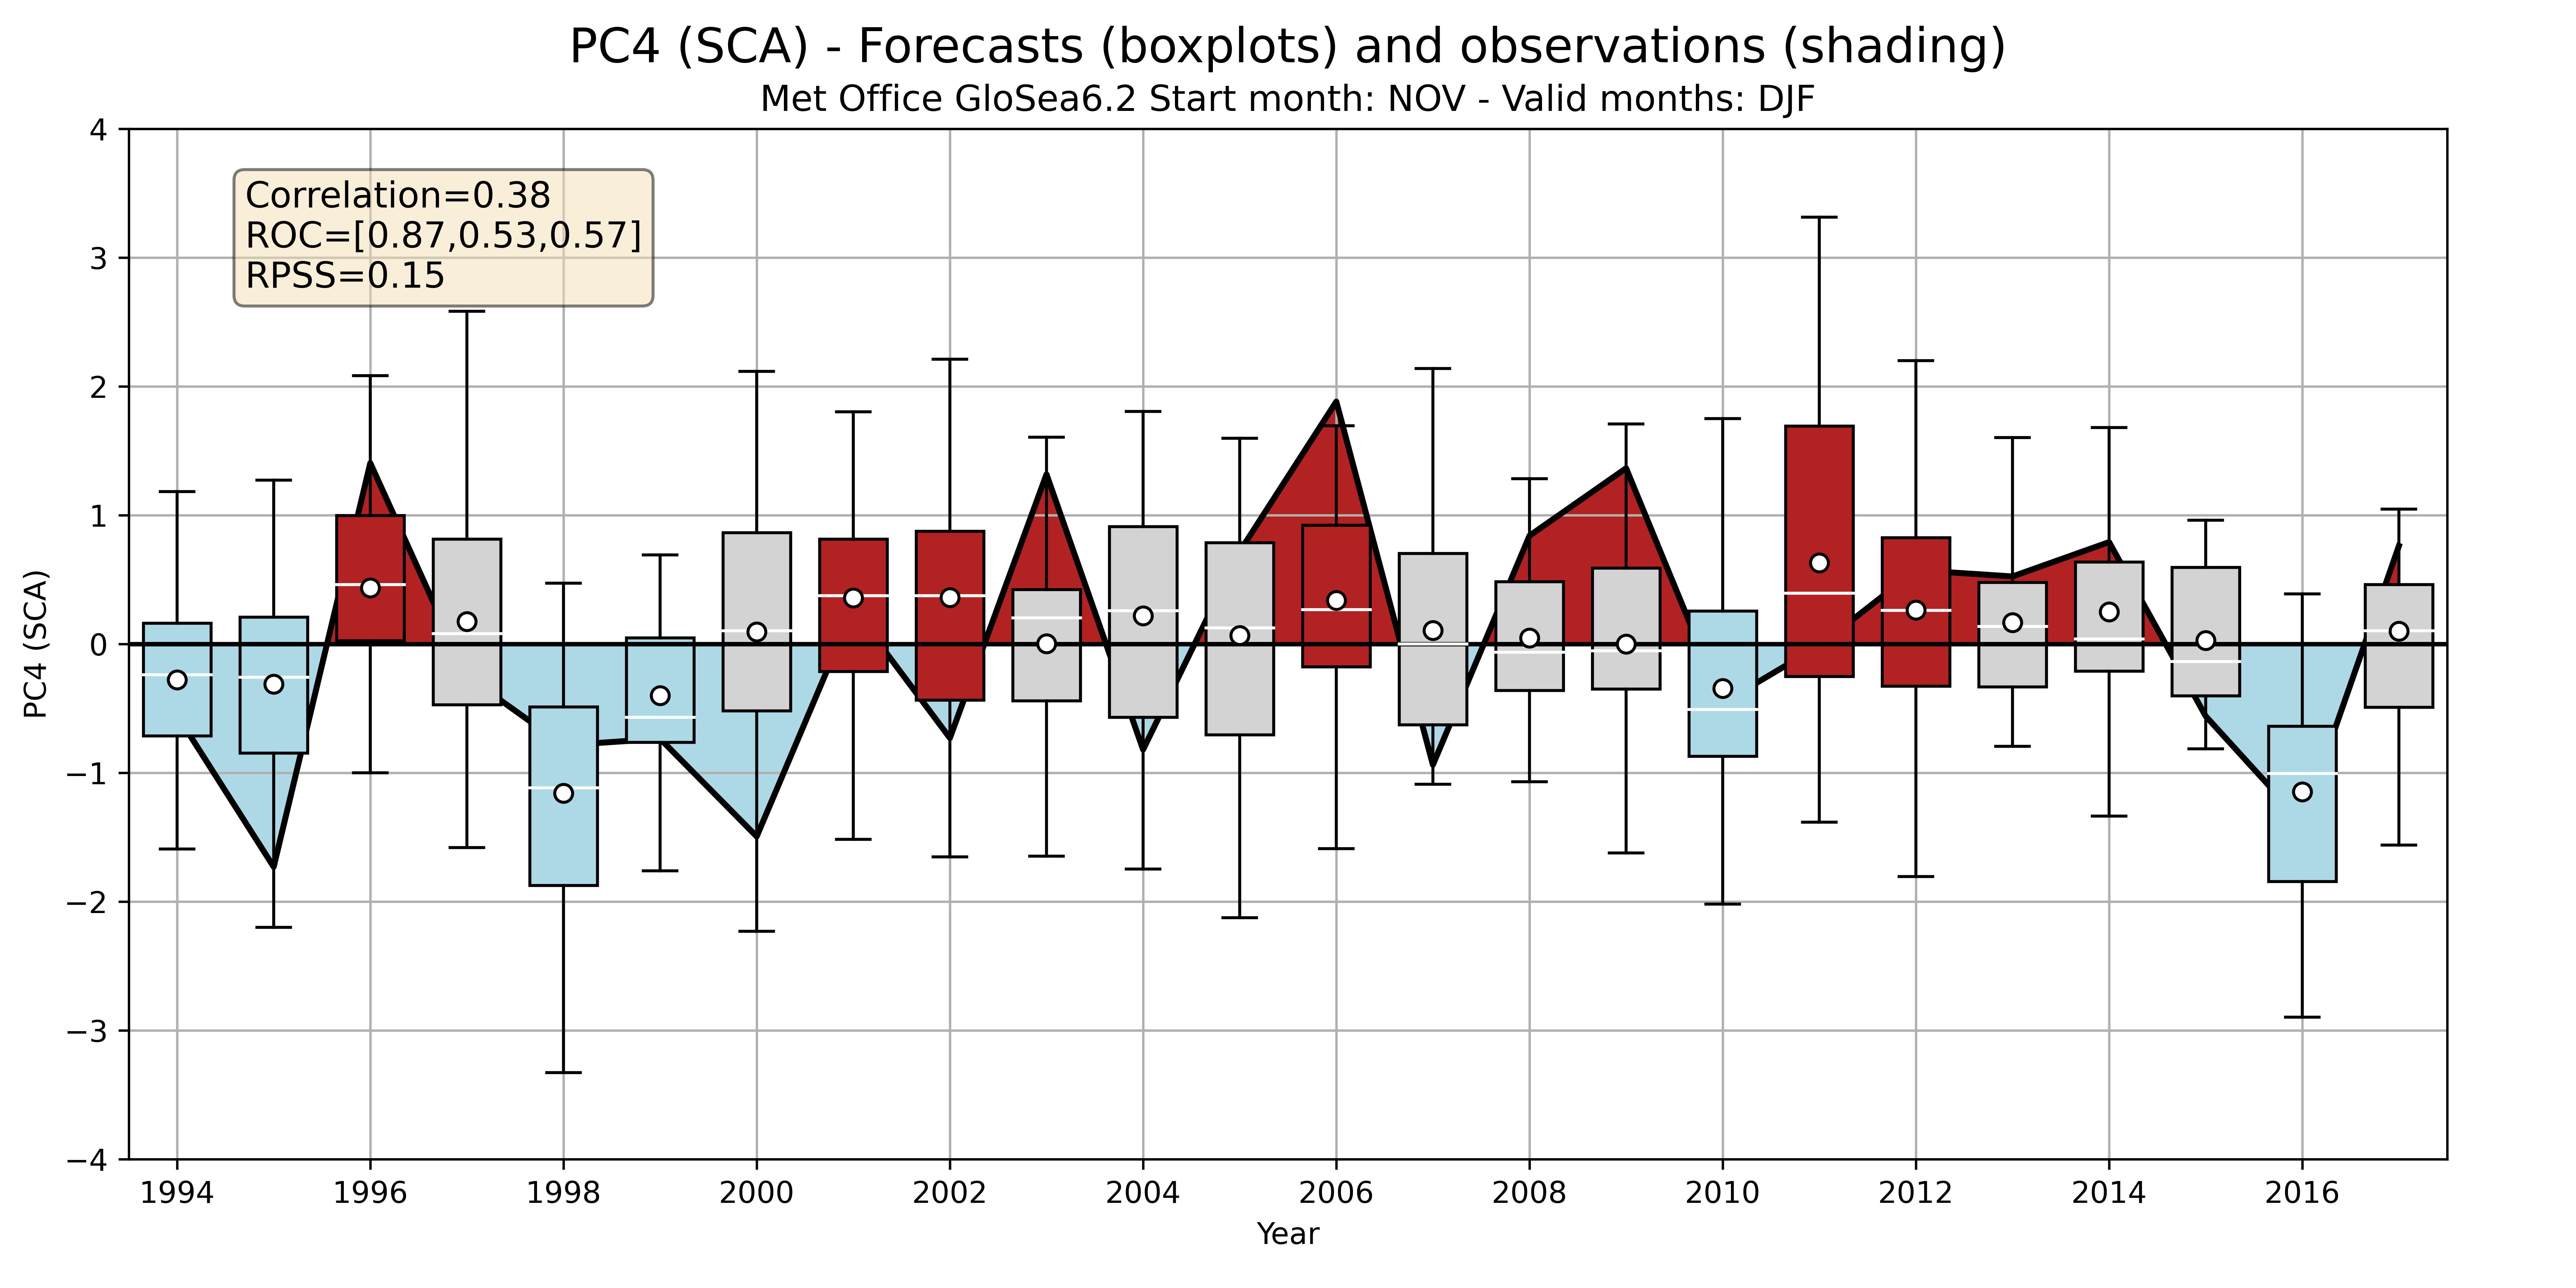 PC4 (SCA) - Forecasts (boxplots) and observations (shading)
Met Office GloSea6.2 Start month: NOV - Valid months: DJF
Correlation=0.38
ROC=[0.87,0.53,0.57]
RPSS=0.15
PC4 (SCA)
4
3
2
1
0
−1
−2
−3
−4
1994 1996 1998 2000 2002 2004 2006 2008 2010 2012 2014 2016
Year